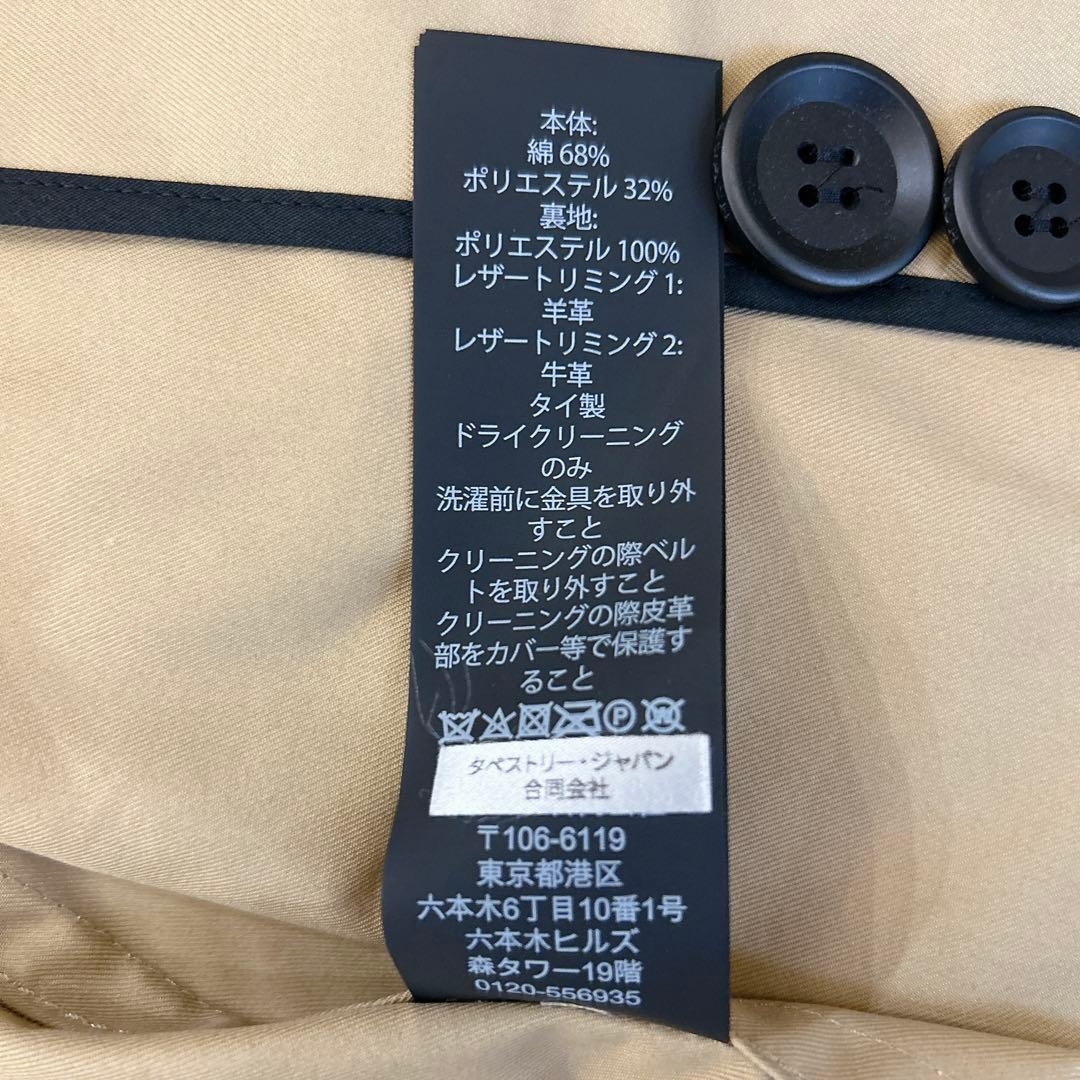 本体:
綿 68%
ポリエステル 32%
裏地:
ポリエステル 100%
レザートリミング 1:
羊革
レザートリミング 2:
牛革
タイ製
ドライクリーニング
のみ
洗濯前に金具を取り外
すこと
クリーニングの際ベル
トを取り外すこと
クリーニングの際皮革
部をカバー等で保護す
ること
P W
タペストリー・ジャパン
合同会社
〒106-6119
東京都港区
六本木6丁目10番1号
六本木ヒルズ
森タワー19階
0120-556935